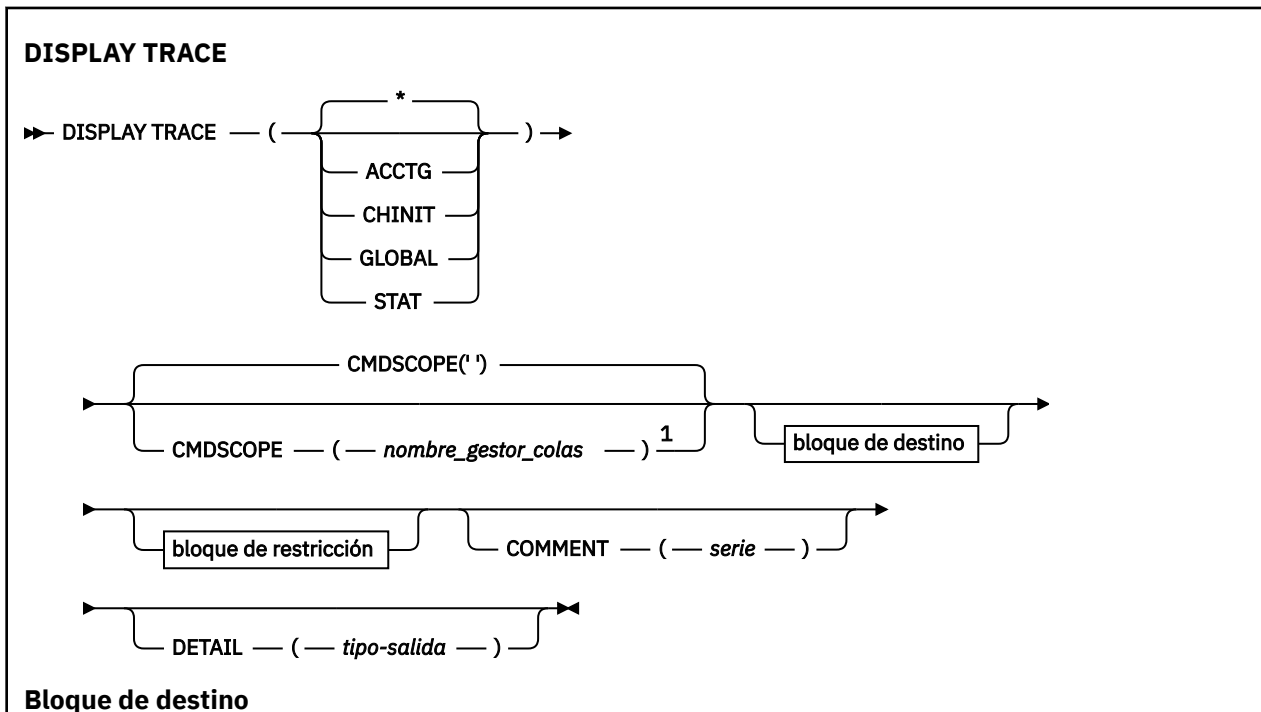 DISPLAY TRACE
*
DISPLAY TRACE ( )
ACCTG
CHINIT
GLOBAL
STAT
CMDSCOPE(' ')
CMDSCOPE ( nombre_gestor_colas ) 1
bloque de destino
bloque de restricción
COMMENT ( serie )
DETAIL ( tipo-salida )
Bloque de destino